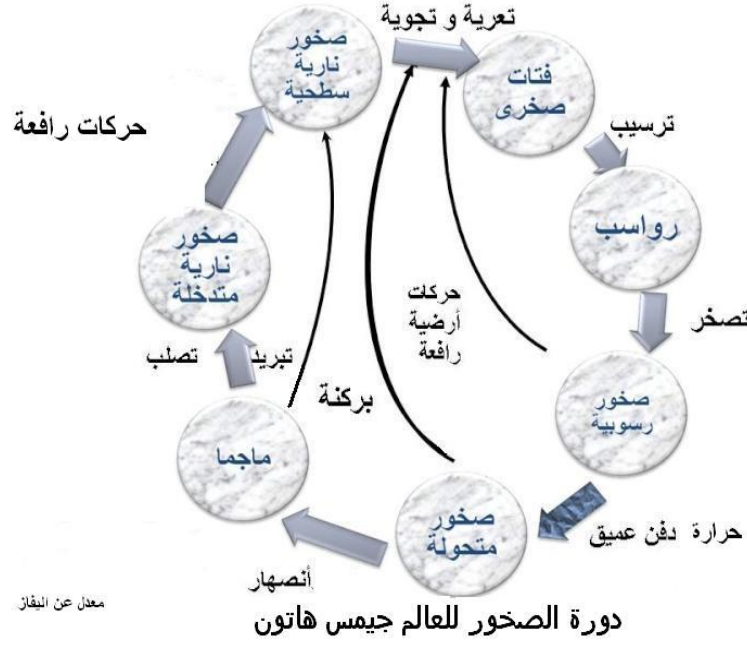 تعرية و تجوية
صخور
نارية
سطحية
فتات
صخرى
ترسيب
حركات رافعة
رواسب
صخور
نارية
متدخلة
حركات
أرضية
رافعة
تصخر
تبريد تصلب
بركنة
صخور
رسوبية
ماجما
صخور
متحولة
حرارة دفن عميق
أنصهار
معدل عن اليفاز
دورة الصخور للعالم جيمس هاتون